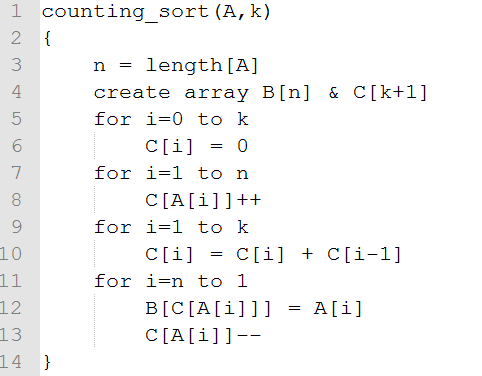 1 counting_sort(A,k)
2 {
3     n = length[A]
4     create array B[n] & C[k+1]
5     for i=0 to k
6         C[i] = 0
7     for i=1 to n
8         C[A[i]]++
9     for i=1 to k
10         C[i] = C[i] + C[i-1]
11     for i=n to 1
12         B[C[A[i]]] = A[i]
13         C[A[i]]--
14 }